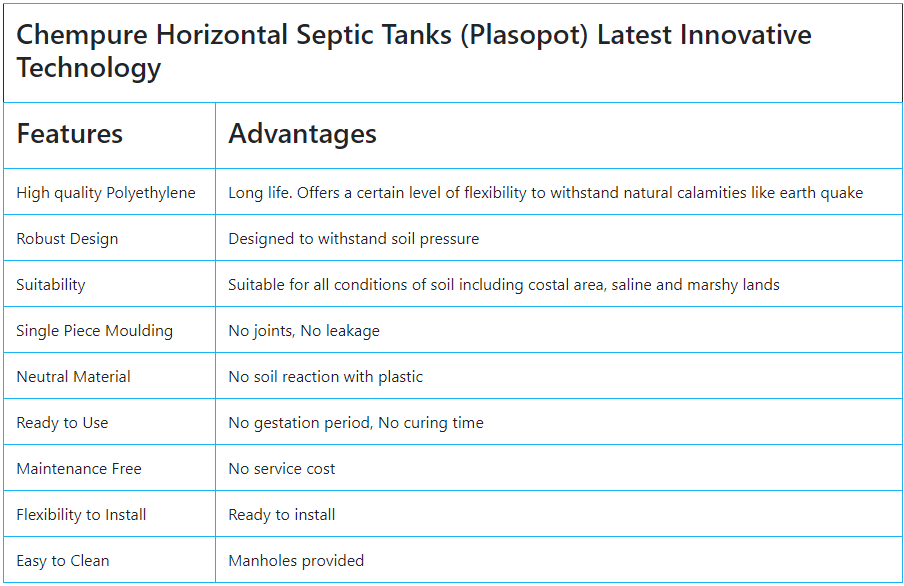 Chempure Horizontal Septic Tanks (Plasopot) Latest Innovative
Technology
Features Advantages
High quality Polyethylene Long life. Offers a certain level of flexibility to withstand natural calamities like earth quake
Robust Design Designed to withstand soil pressure
Suitability Suitable for all conditions of soil including costal area, saline and marshy lands
Single Piece Moulding No joints, No leakage
Neutral Material No soil reaction with plastic
Ready to Use No gestation period, No curing time
Maintenance Free No service cost
Flexibility to Install Ready to install
Easy to Clean Manholes provided